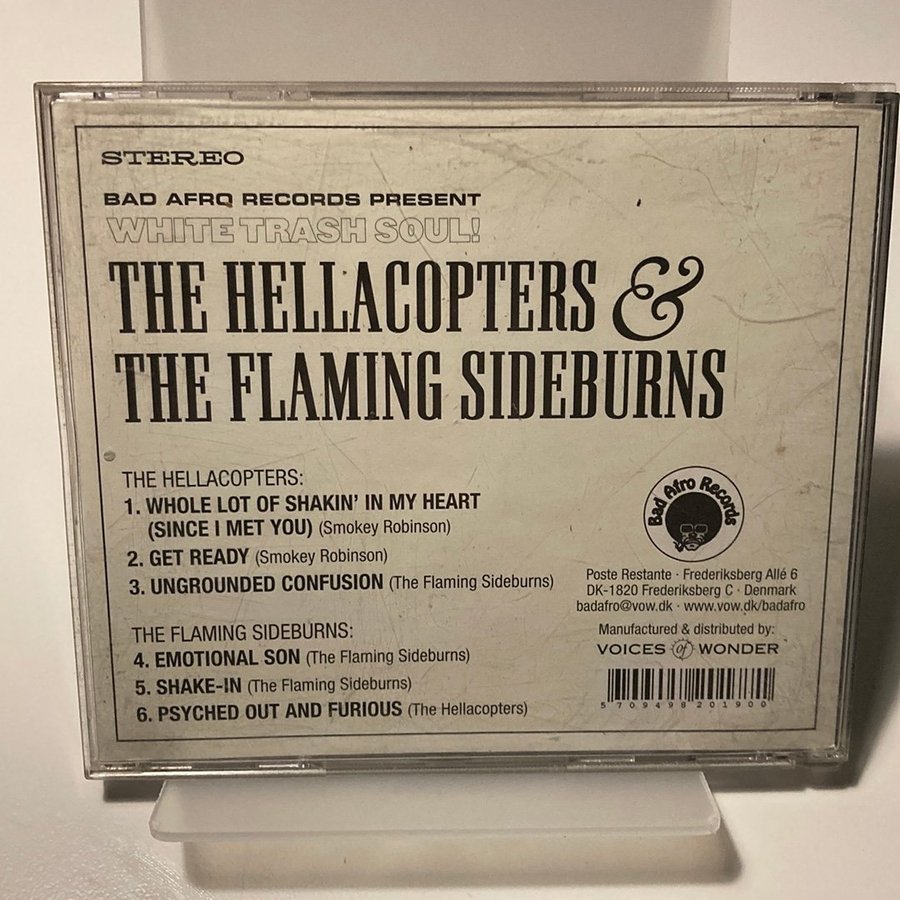 STEREO
BAD AFRO RECORDS PRESENT
WHITE TRASH SOUL!
THE HELLACOPTERS &
THE FLAMING SIDEBURNS
THE HELLACOPTERS:
1. WHOLE LOT OF SHAKIN' IN MY HEART
(SINCE I MET YOU) (Smokey Robinson)
2. GET READY (Smokey Robinson)
3. UNGROUNDED CONFUSION (The Flaming Sideburns)
THE FLAMING SIDEBURNS:
4. EMOTIONAL SON (The Flaming Sideburns)
5. SHAKE-IN (The Flaming Sideburns)
6. PSYCHED OUT AND FURIOUS (The Hellacopters)
Bad Afro Records
Poste Restante · Frederiksberg Allé 6
DK-1820 Frederiksberg C · Denmark
badafro@vow.dk · www.vow.dk/badafro
Manufactured & distributed by:
VOICES of WONDER
5 709498 201900